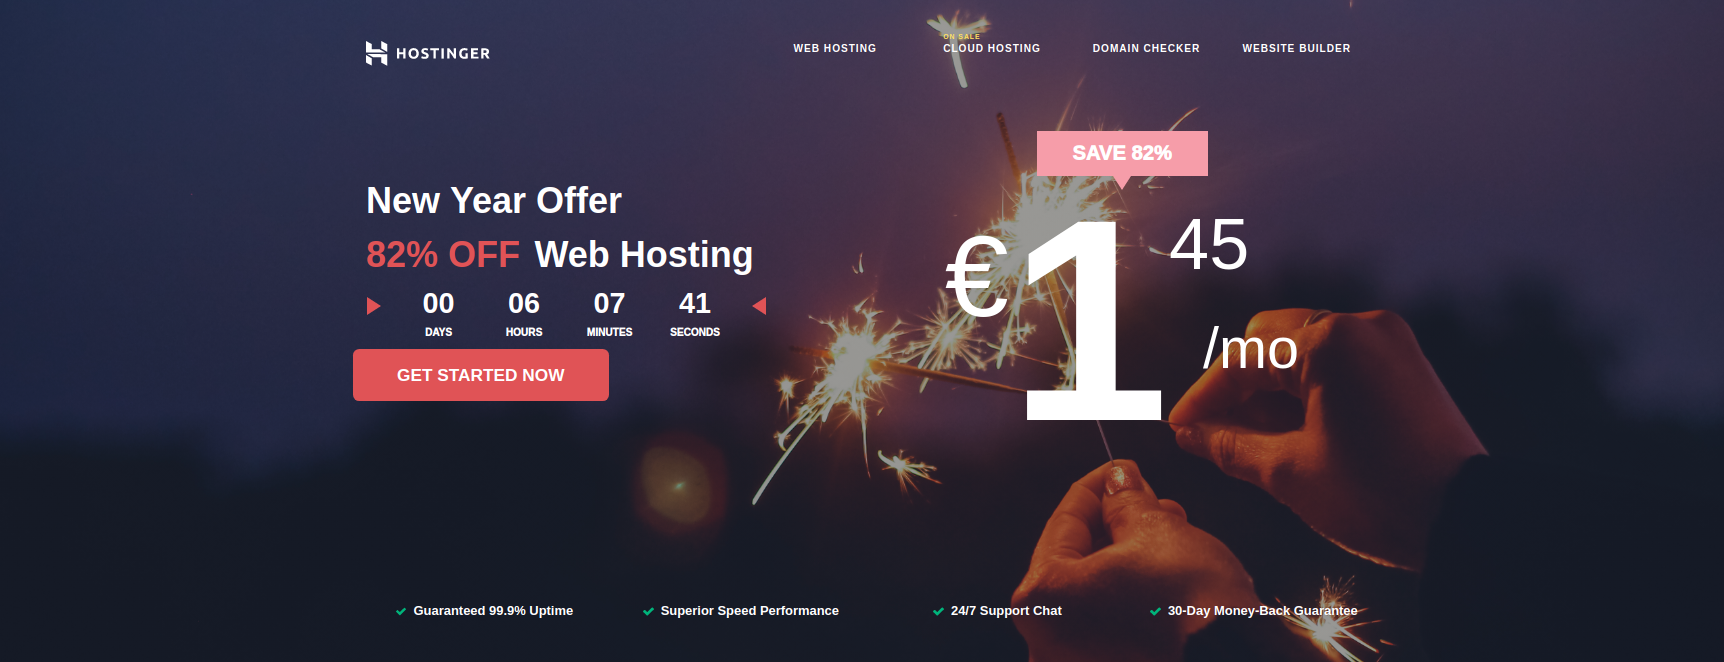 HOSTINGER
WEB HOSTING
ON SALE
CLOUD HOSTING
DOMAIN CHECKER
WEBSITE BUILDER
New Year Offer
82% OFF Web Hosting
00 06 07 41
DAYS HOURS MINUTES SECONDS
GET STARTED NOW
SAVE 82%
€1 45
/mo
Guaranteed 99.9% Uptime
Superior Speed Performance
24/7 Support Chat
30-Day Money-Back Guarantee